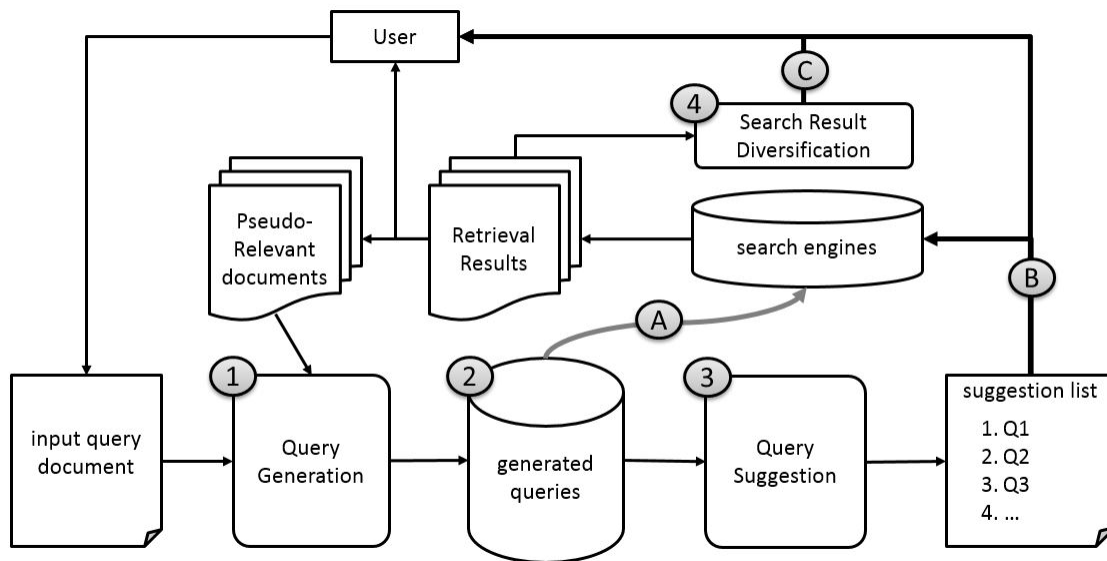 User
C
4
Search Result
Diversification
Pseudo-
Relevant
documents
Retrieval
Results
search engines
B
A
1
2
3
input query
document
Query
Generation
generated
queries
Query
Suggestion
suggestion list
1. Q1
2. Q2
3. Q3
4. ...